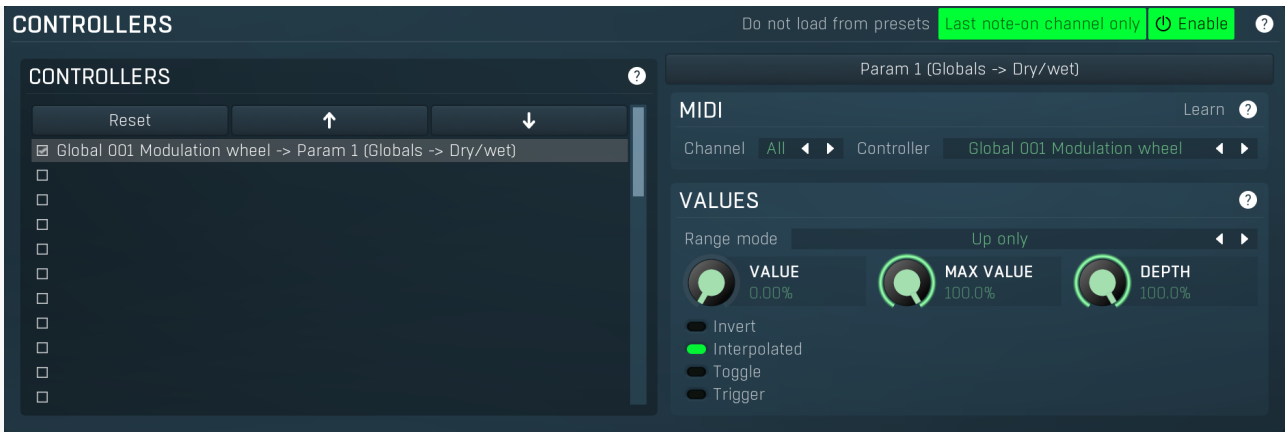 CONTROLLERS
Do not load from presets Last note-on channel only Enable ?
CONTROLLERS ?
Reset
Global 001 Modulation wheel -> Param 1 (Globals -> Dry/wet)
Param 1 (Globals -> Dry/wet)
MIDI Learn ?
Channel All Controller Global 001 Modulation wheel
VALUES ?
Range mode Up only
VALUE MAX VALUE DEPTH
0.00% 100.0% 100.0%
Invert
Interpolated
Toggle
Trigger